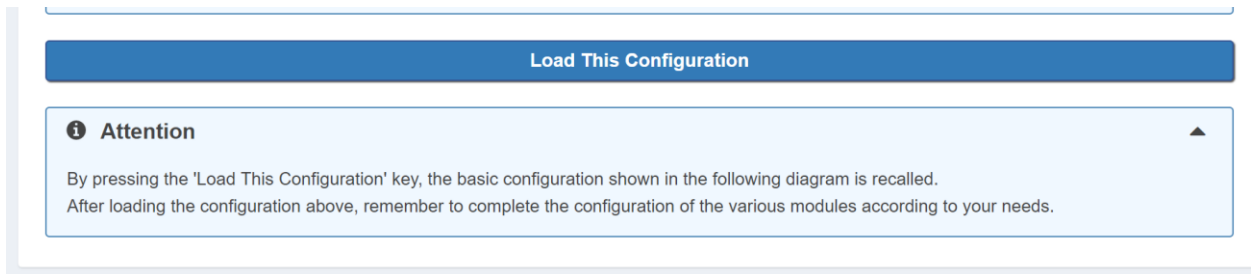 Load This Configuration
Attention
By pressing the 'Load This Configuration' key, the basic configuration shown in the following diagram is recalled.
After loading the configuration above, remember to complete the configuration of the various modules according to your needs.